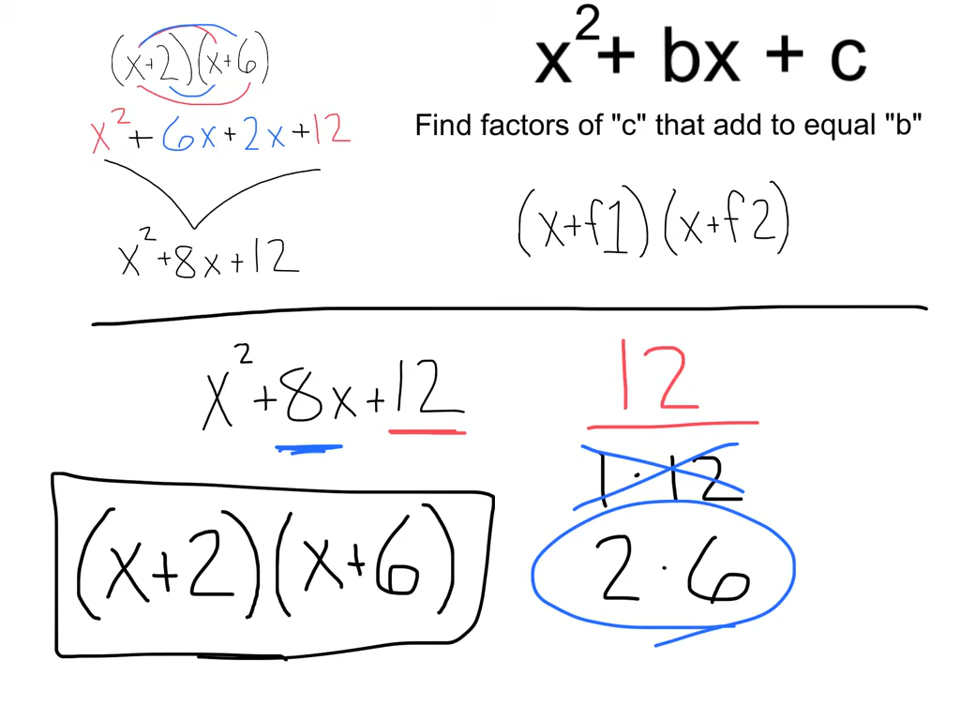 (x+2)(x+6)
x²+6x+2x+12
x²+8x+12
x²+ bx + c
Find factors of "c" that add to equal "b"
(x+f1)(x+f2)
x²+8x+12
(x+2)(x+6)
12
1·12
2·6